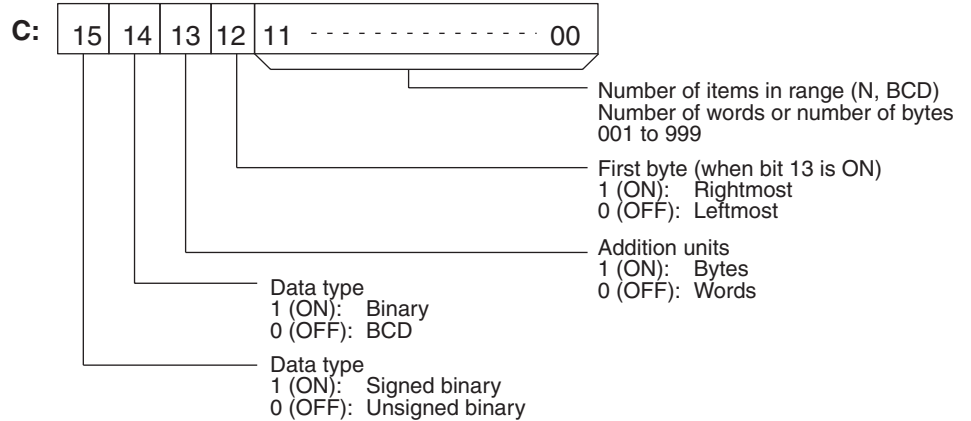 C: 15 14 13 12 11 00
Number of items in range (N, BCD)
Number of words or number of bytes
001 to 999
First byte (when bit 13 is ON)
1 (ON): Rightmost
0 (OFF): Leftmost
Addition units
1 (ON): Bytes
0 (OFF): Words
Data type
1 (ON): Binary
0 (OFF): BCD
Data type
1 (ON): Signed binary
0 (OFF): Unsigned binary